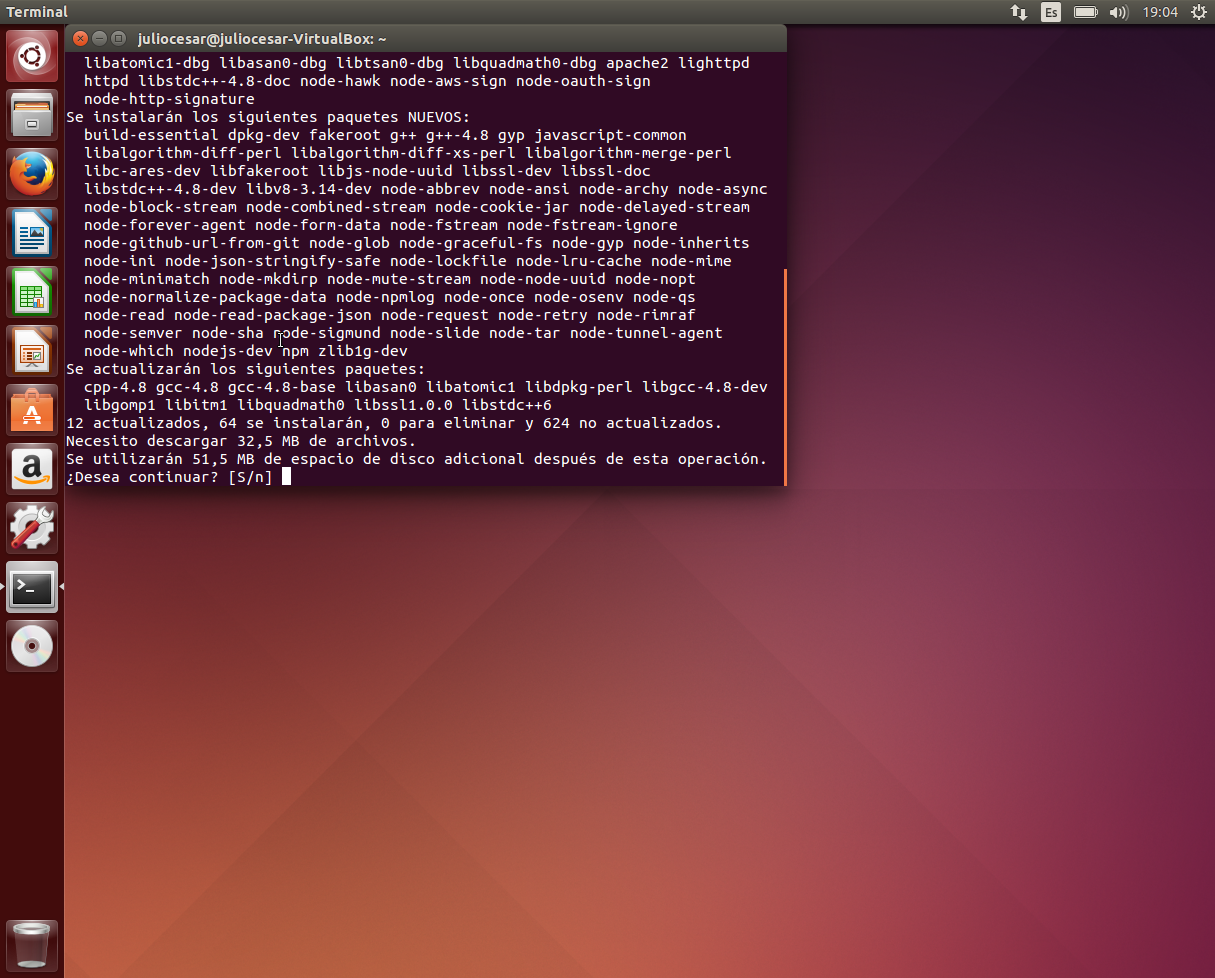 Terminal
Es
19:04
juliocesar@juliocesar-VirtualBox: ~
libatomic1-dbg libasan0-dbg libtsan0-dbg libquadmath0-dbg apache2 lighttpd
httpd libstdc++-4.8-doc node-hawk node-aws-sign node-oauth-sign
node-http-signature
Se instalarán los siguientes paquetes NUEVOS:
build-essential dpkg-dev fakeroot g++ g++-4.8 gyp javascript-common
libalgorithm-diff-perl libalgorithm-diff-xs-perl libalgorithm-merge-perl
libc-ares-dev libfakeroot libjs-node-uuid libssl-dev libssl-doc
libstdc++-4.8-dev libv8-3.14-dev node-abbrev node-ansi node-archy node-async
node-block-stream node-combined-stream node-cookie-jar node-delayed-stream
node-forever-agent node-form-data node-fstream node-fstream-ignore
node-github-url-from-git node-glob node-graceful-fs node-gyp node-inherits
node-ini node-json-stringify-safe node-lockfile node-lru-cache node-mime
node-minimatch node-mkdirp node-mute-stream node-node-uuid node-nopt
node-normalize-package-data node-npmlog node-once node-osenv node-qs
node-read node-read-package-json node-request node-retry node-rimraf
node-semver node-sha node-sigmund node-slide node-tar node-tunnel-agent
node-which nodejs-dev npm zlib1g-dev
Se actualizarán los siguientes paquetes:
cpp-4.8 gcc-4.8 gcc-4.8-base libasan0 libatomic1 libdpkg-perl libgcc-4.8-dev
libgomp1 libitm1 libquadmath0 libssl1.0.0 libstdc++6
12 actualizados, 64 se instalarán, 0 para eliminar y 624 no actualizados.
Necesito descargar 32,5 MB de archivos.
Se utilizarán 51,5 MB de espacio de disco adicional después de esta operación.
¿Desea continuar? [S/n]